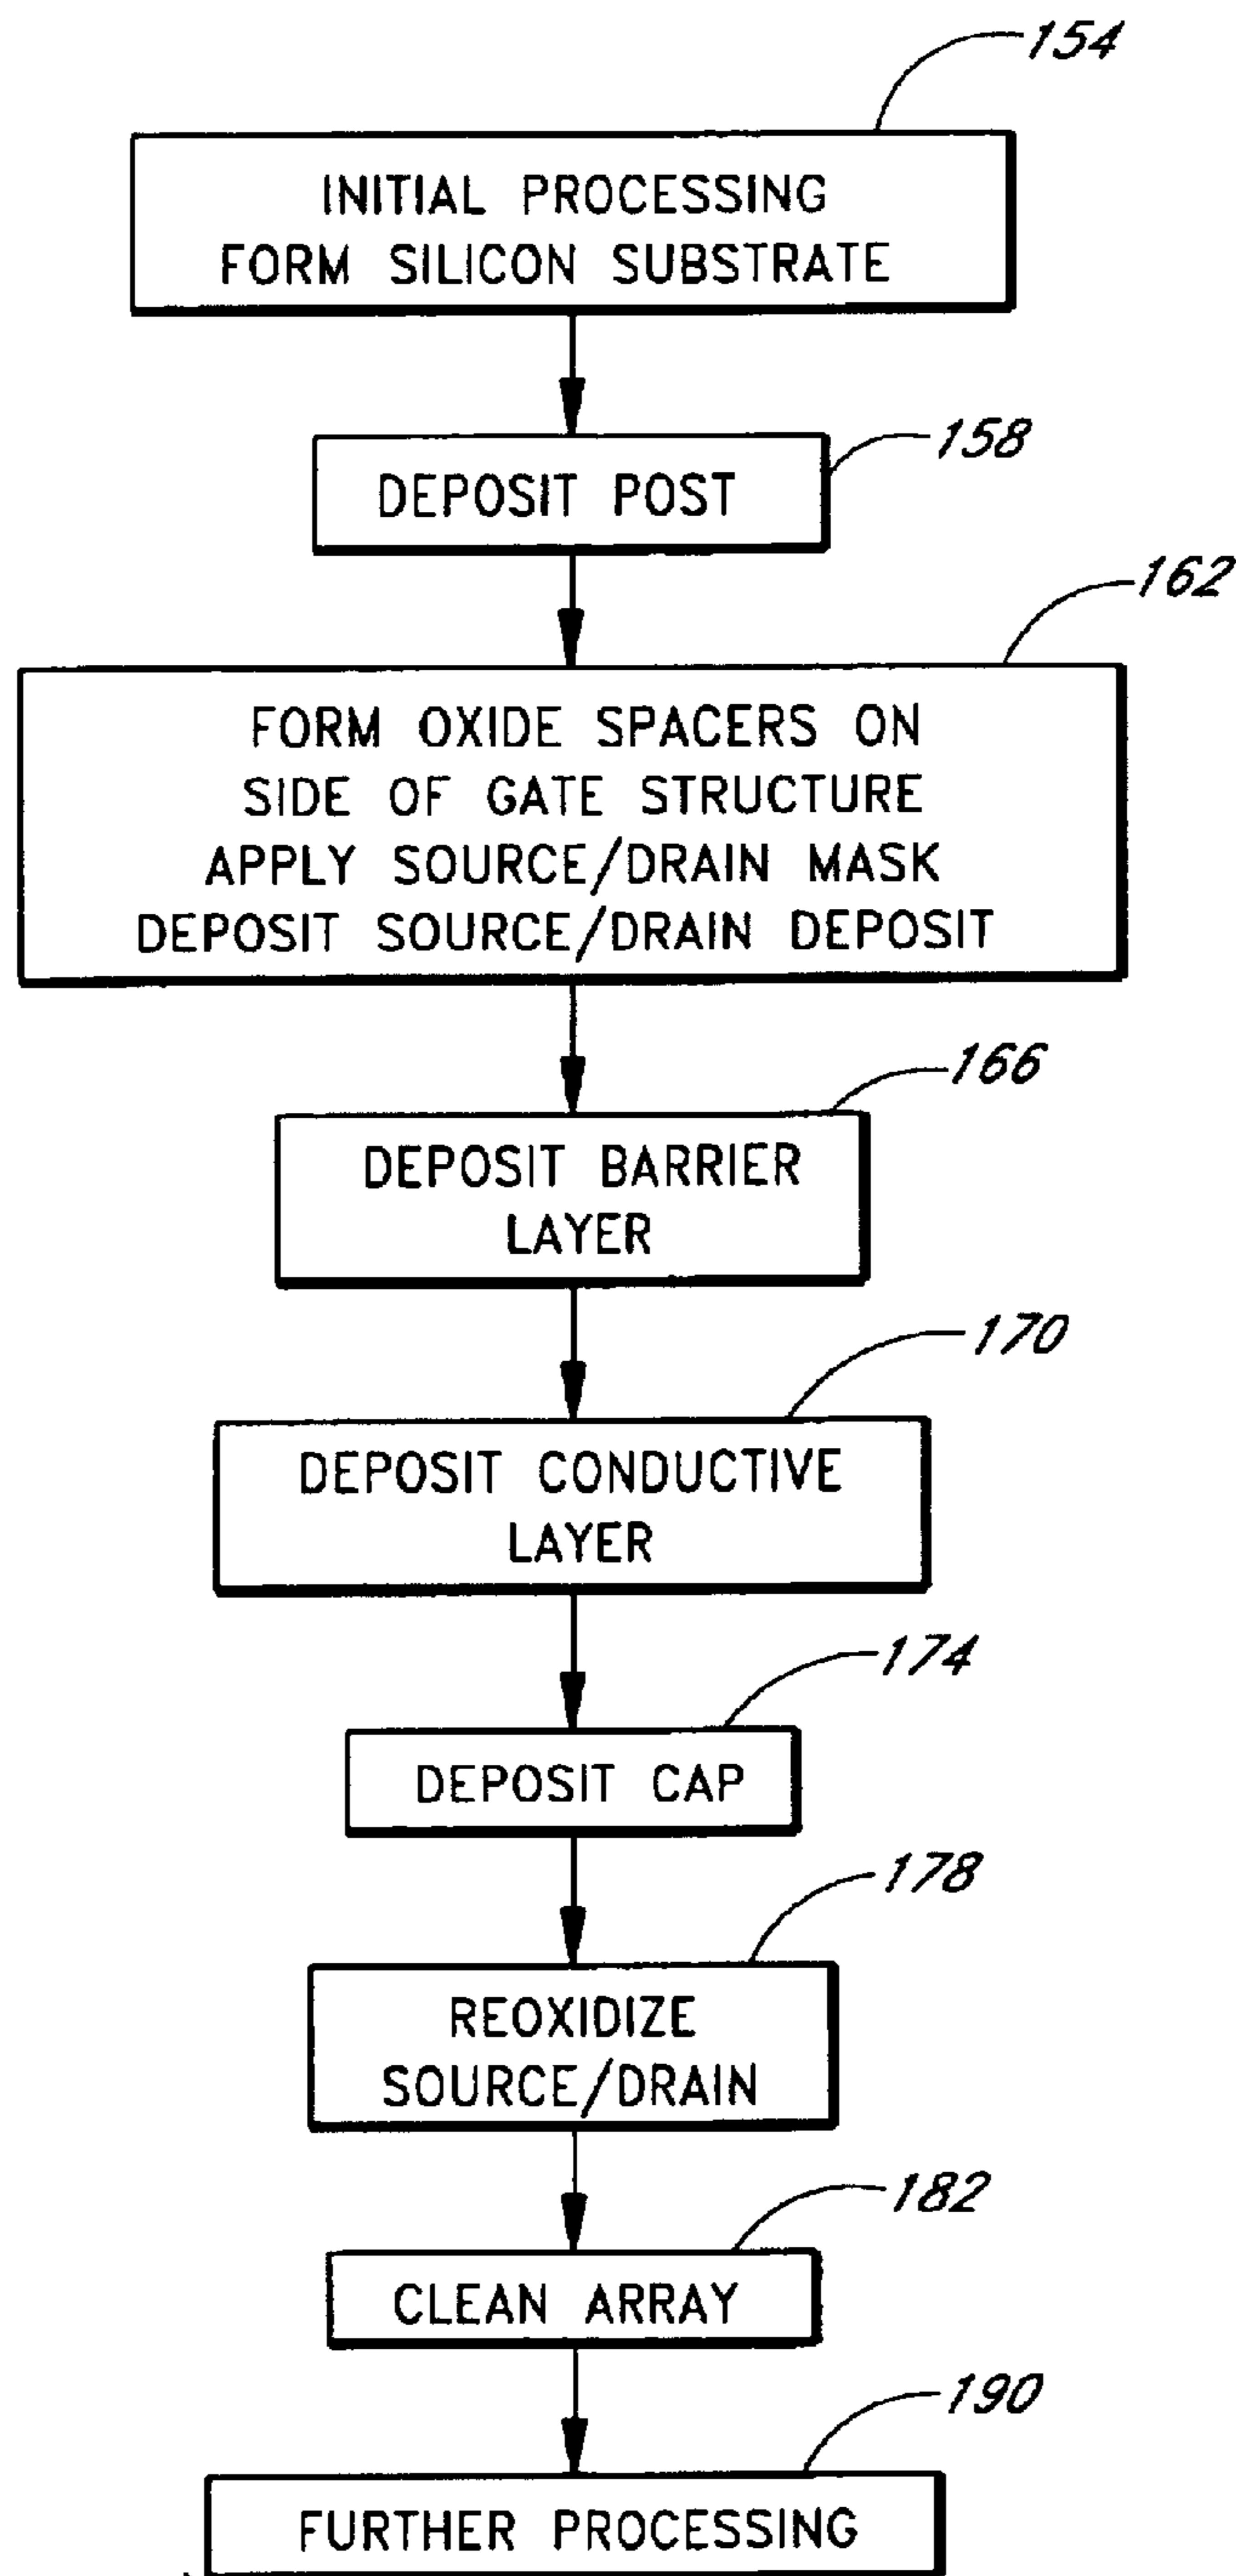 154
INITIAL PROCESSING
FORM SILICON SUBSTRATE
158
DEPOSIT POST
162
FORM OXIDE SPACERS ON
SIDE OF GATE STRUCTURE
APPLY SOURCE/DRAIN MASK
DEPOSIT SOURCE/DRAIN DEPOSIT
166
DEPOSIT BARRIER
LAYER
170
DEPOSIT CONDUCTIVE
LAYER
174
DEPOSIT CAP
178
REOXIDIZE
SOURCE/DRAIN
182
CLEAN ARRAY
190
FURTHER PROCESSING